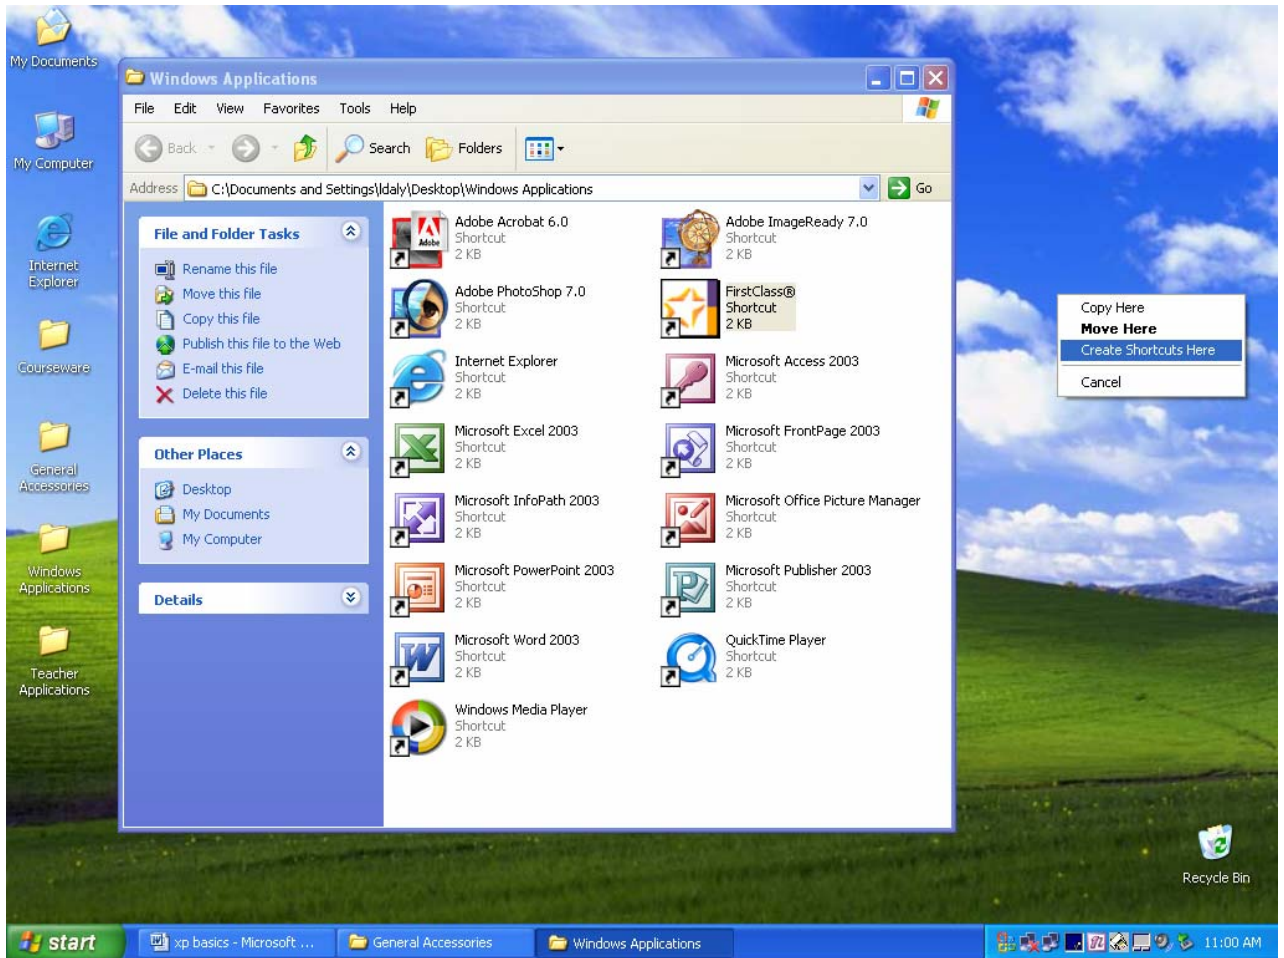 My Documents
My Computer
Internet
Explorer
Courseware
General
Accessories
Windows
Applications
Teacher
Applications
Windows Applications
File Edit View Favorites Tools Help
Back Search Folders
Address C:\Documents and Settings\ldaly\Desktop\Windows Applications Go
File and Folder Tasks
Rename this file
Move this file
Copy this file
Publish this file to the Web
E-mail this file
Delete this file
Other Places
Desktop
My Documents
My Computer
Details
Adobe Acrobat 6.0
Shortcut
2 KB
Adobe
Adobe ImageReady 7.0
Shortcut
2 KB
Adobe PhotoShop 7.0
Shortcut
2 KB
FirstClass®
Shortcut
2 KB
Internet Explorer
Shortcut
2 KB
Microsoft Access 2003
Shortcut
2 KB
Microsoft Excel 2003
Shortcut
2 KB
Microsoft FrontPage 2003
Shortcut
2 KB
Microsoft InfoPath 2003
Shortcut
2 KB
Microsoft Office Picture Manager
Shortcut
2 KB
Microsoft PowerPoint 2003
Shortcut
2 KB
Microsoft Publisher 2003
Shortcut
2 KB
Microsoft Word 2003
Shortcut
2 KB
QuickTime Player
Shortcut
2 KB
Windows Media Player
Shortcut
2 KB
Copy Here
Move Here
Create Shortcuts Here
Cancel
Recycle Bin
start
xp basics - Microsoft ...
General Accessories
Windows Applications
11:00 AM